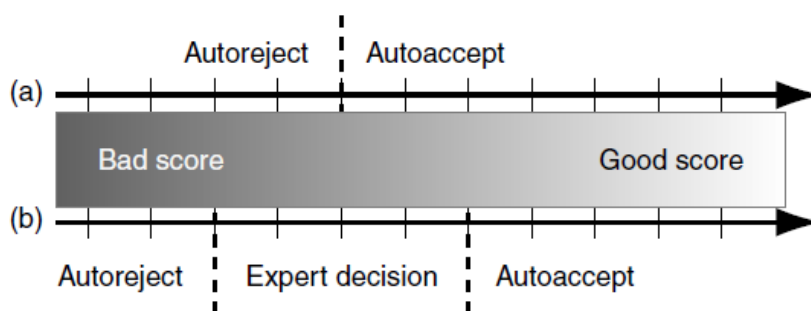 Autoreject Autoaccept
(a)
Bad score Good score
(b)
Autoreject Expert decision Autoaccept